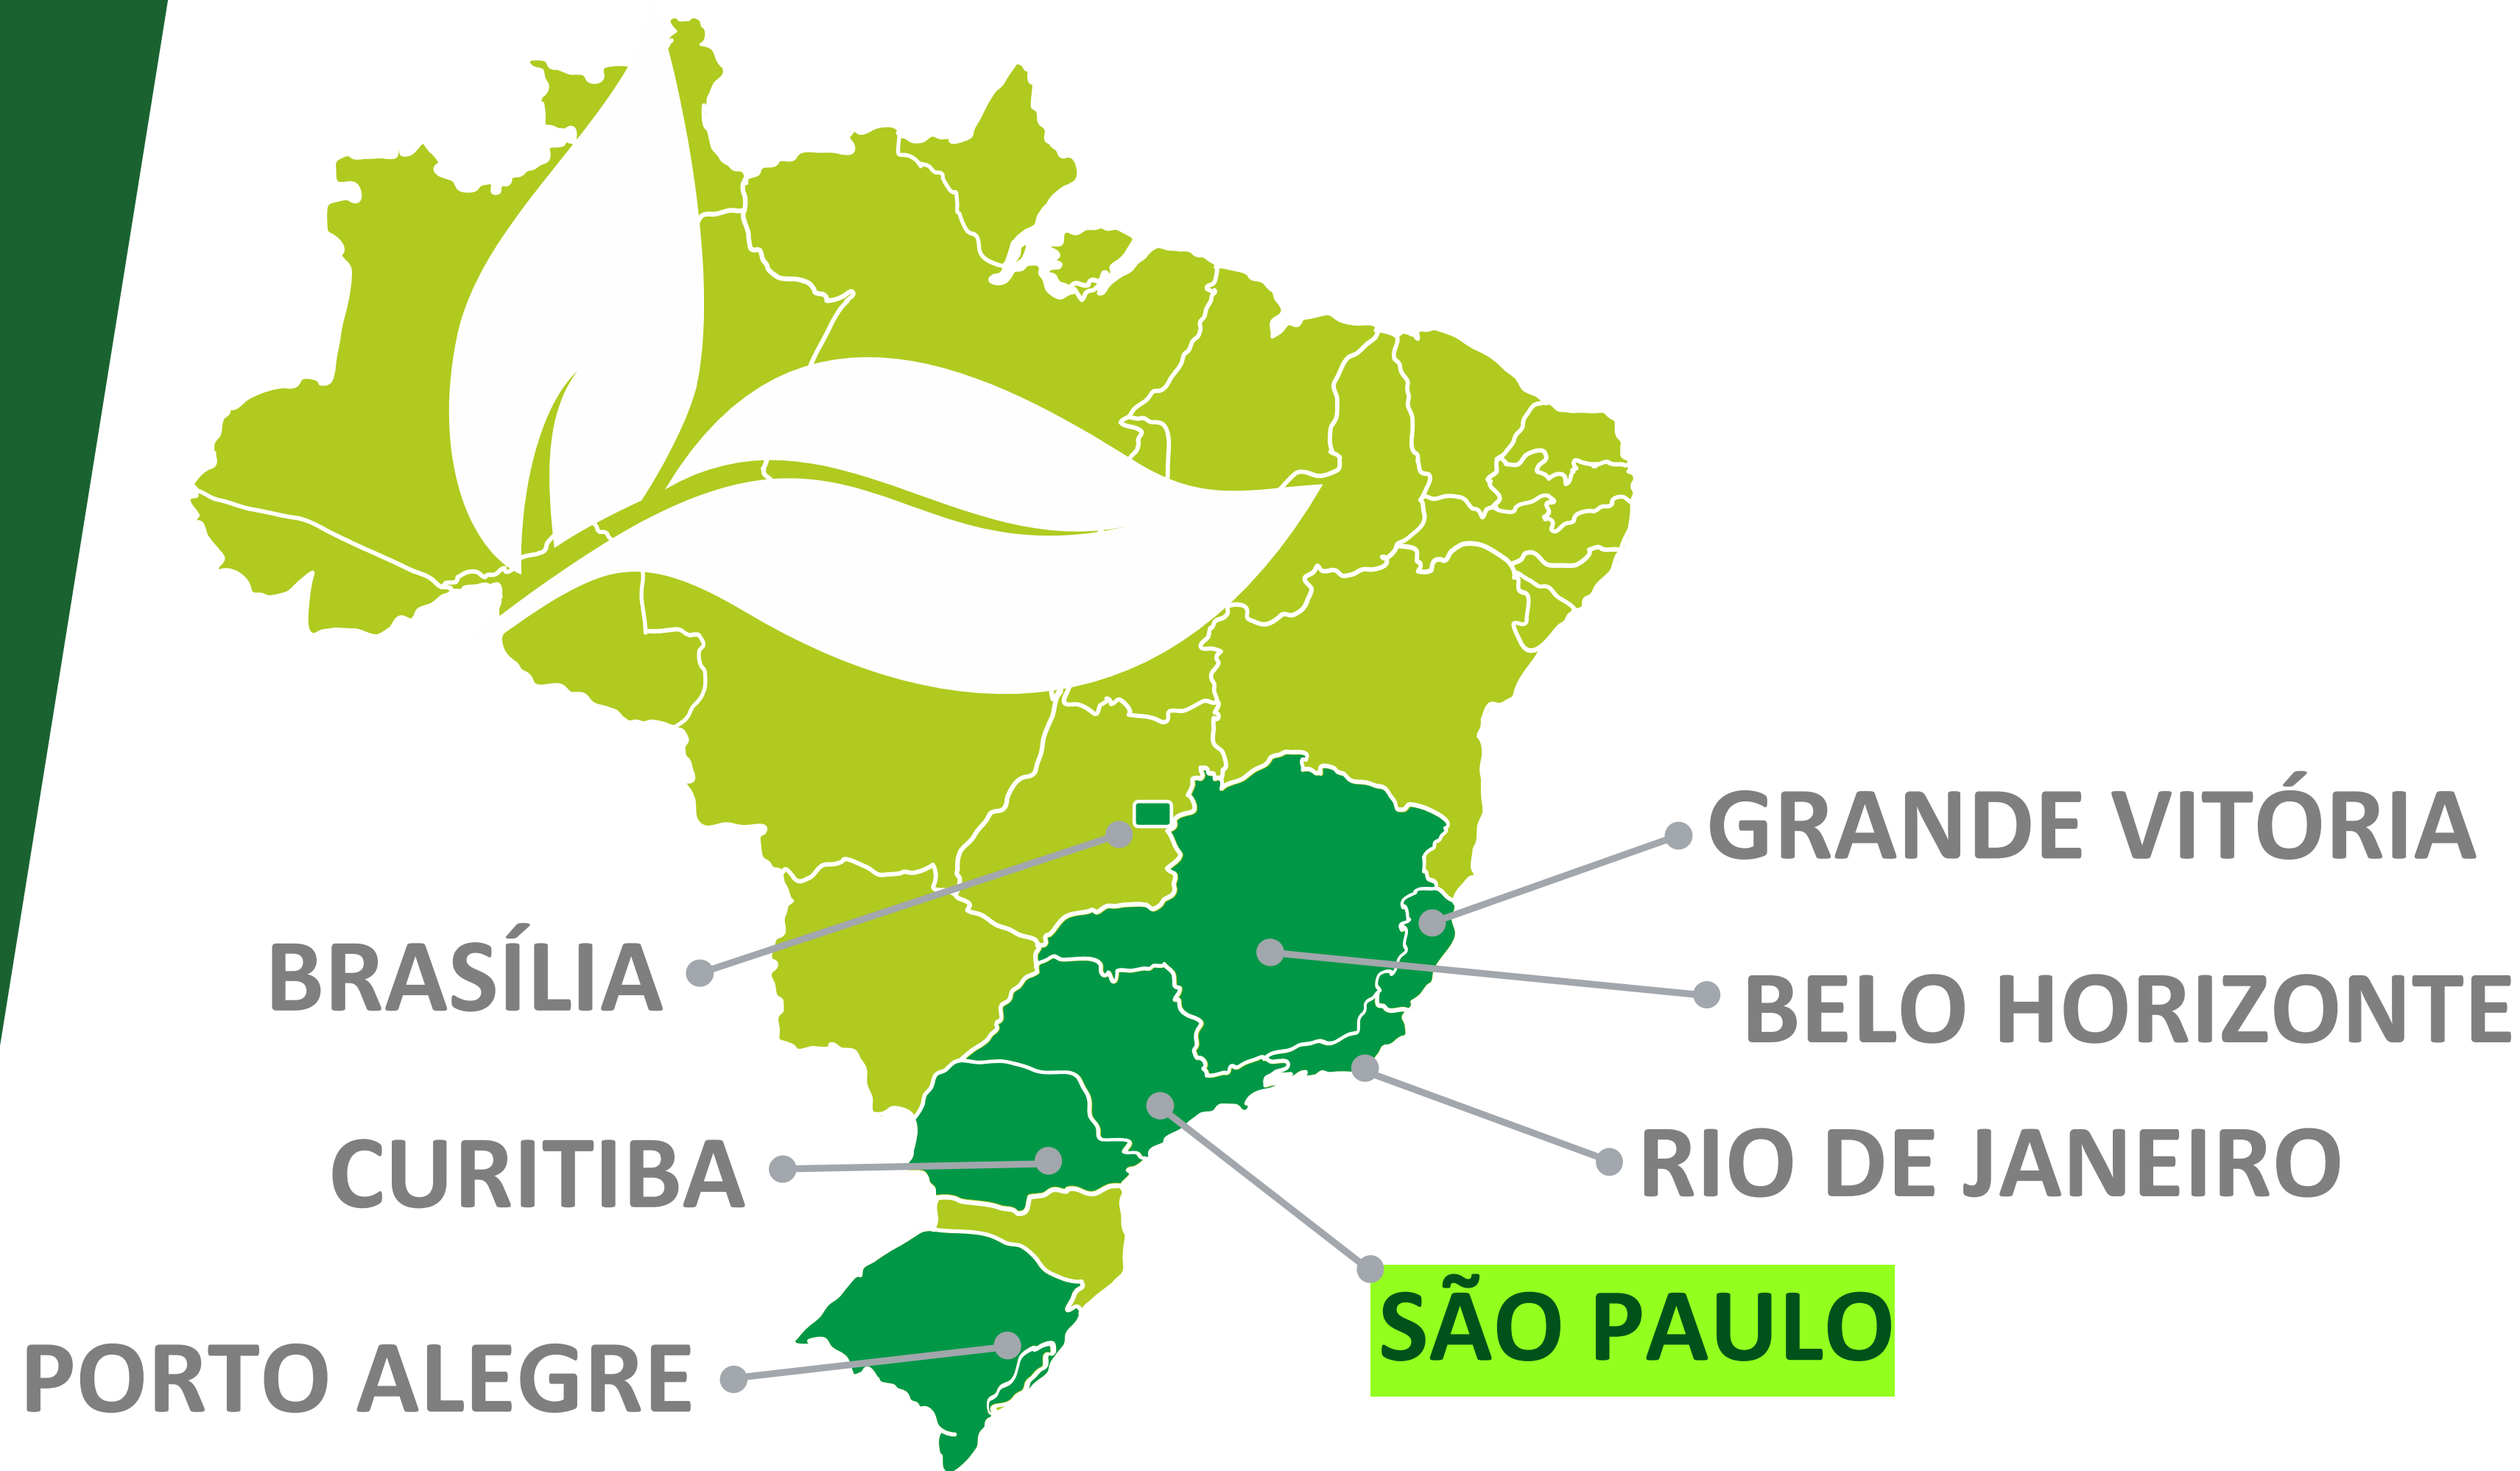 GRANDE VITÓRIA
BRASÍLIA
BELO HORIZONTE
CURITIBA
RIO DE JANEIRO
SÃO PAULO
PORTO ALEGRE